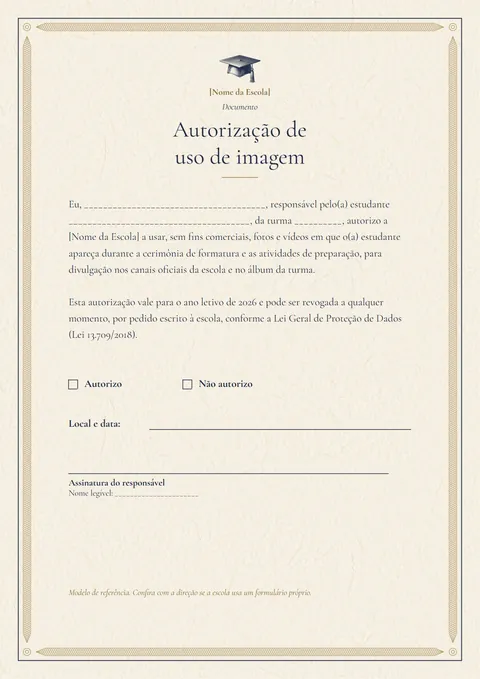 [Nome da Escola]
Documento
Autorização de
uso de imagem
Eu, ______________________________________, responsável pelo(a) estudante
______________________________________, da turma __________, autorizo a
[Nome da Escola] a usar, sem fins comerciais, fotos e vídeos em que o(a) estudante
apareça durante a cerimônia de formatura e as atividades de preparação, para
divulgação nos canais oficiais da escola e no álbum da turma.
Esta autorização vale para o ano letivo de 2026 e pode ser revogada a qualquer
momento, por pedido escrito à escola, conforme a Lei Geral de Proteção de Dados
(Lei 13.709/2018).
Autorizo
Não autorizo
Local e data:
Assinatura do responsável
Nome legível: ______________________
Modelo de referência. Confira com a direção se a escola usa um formulário próprio.